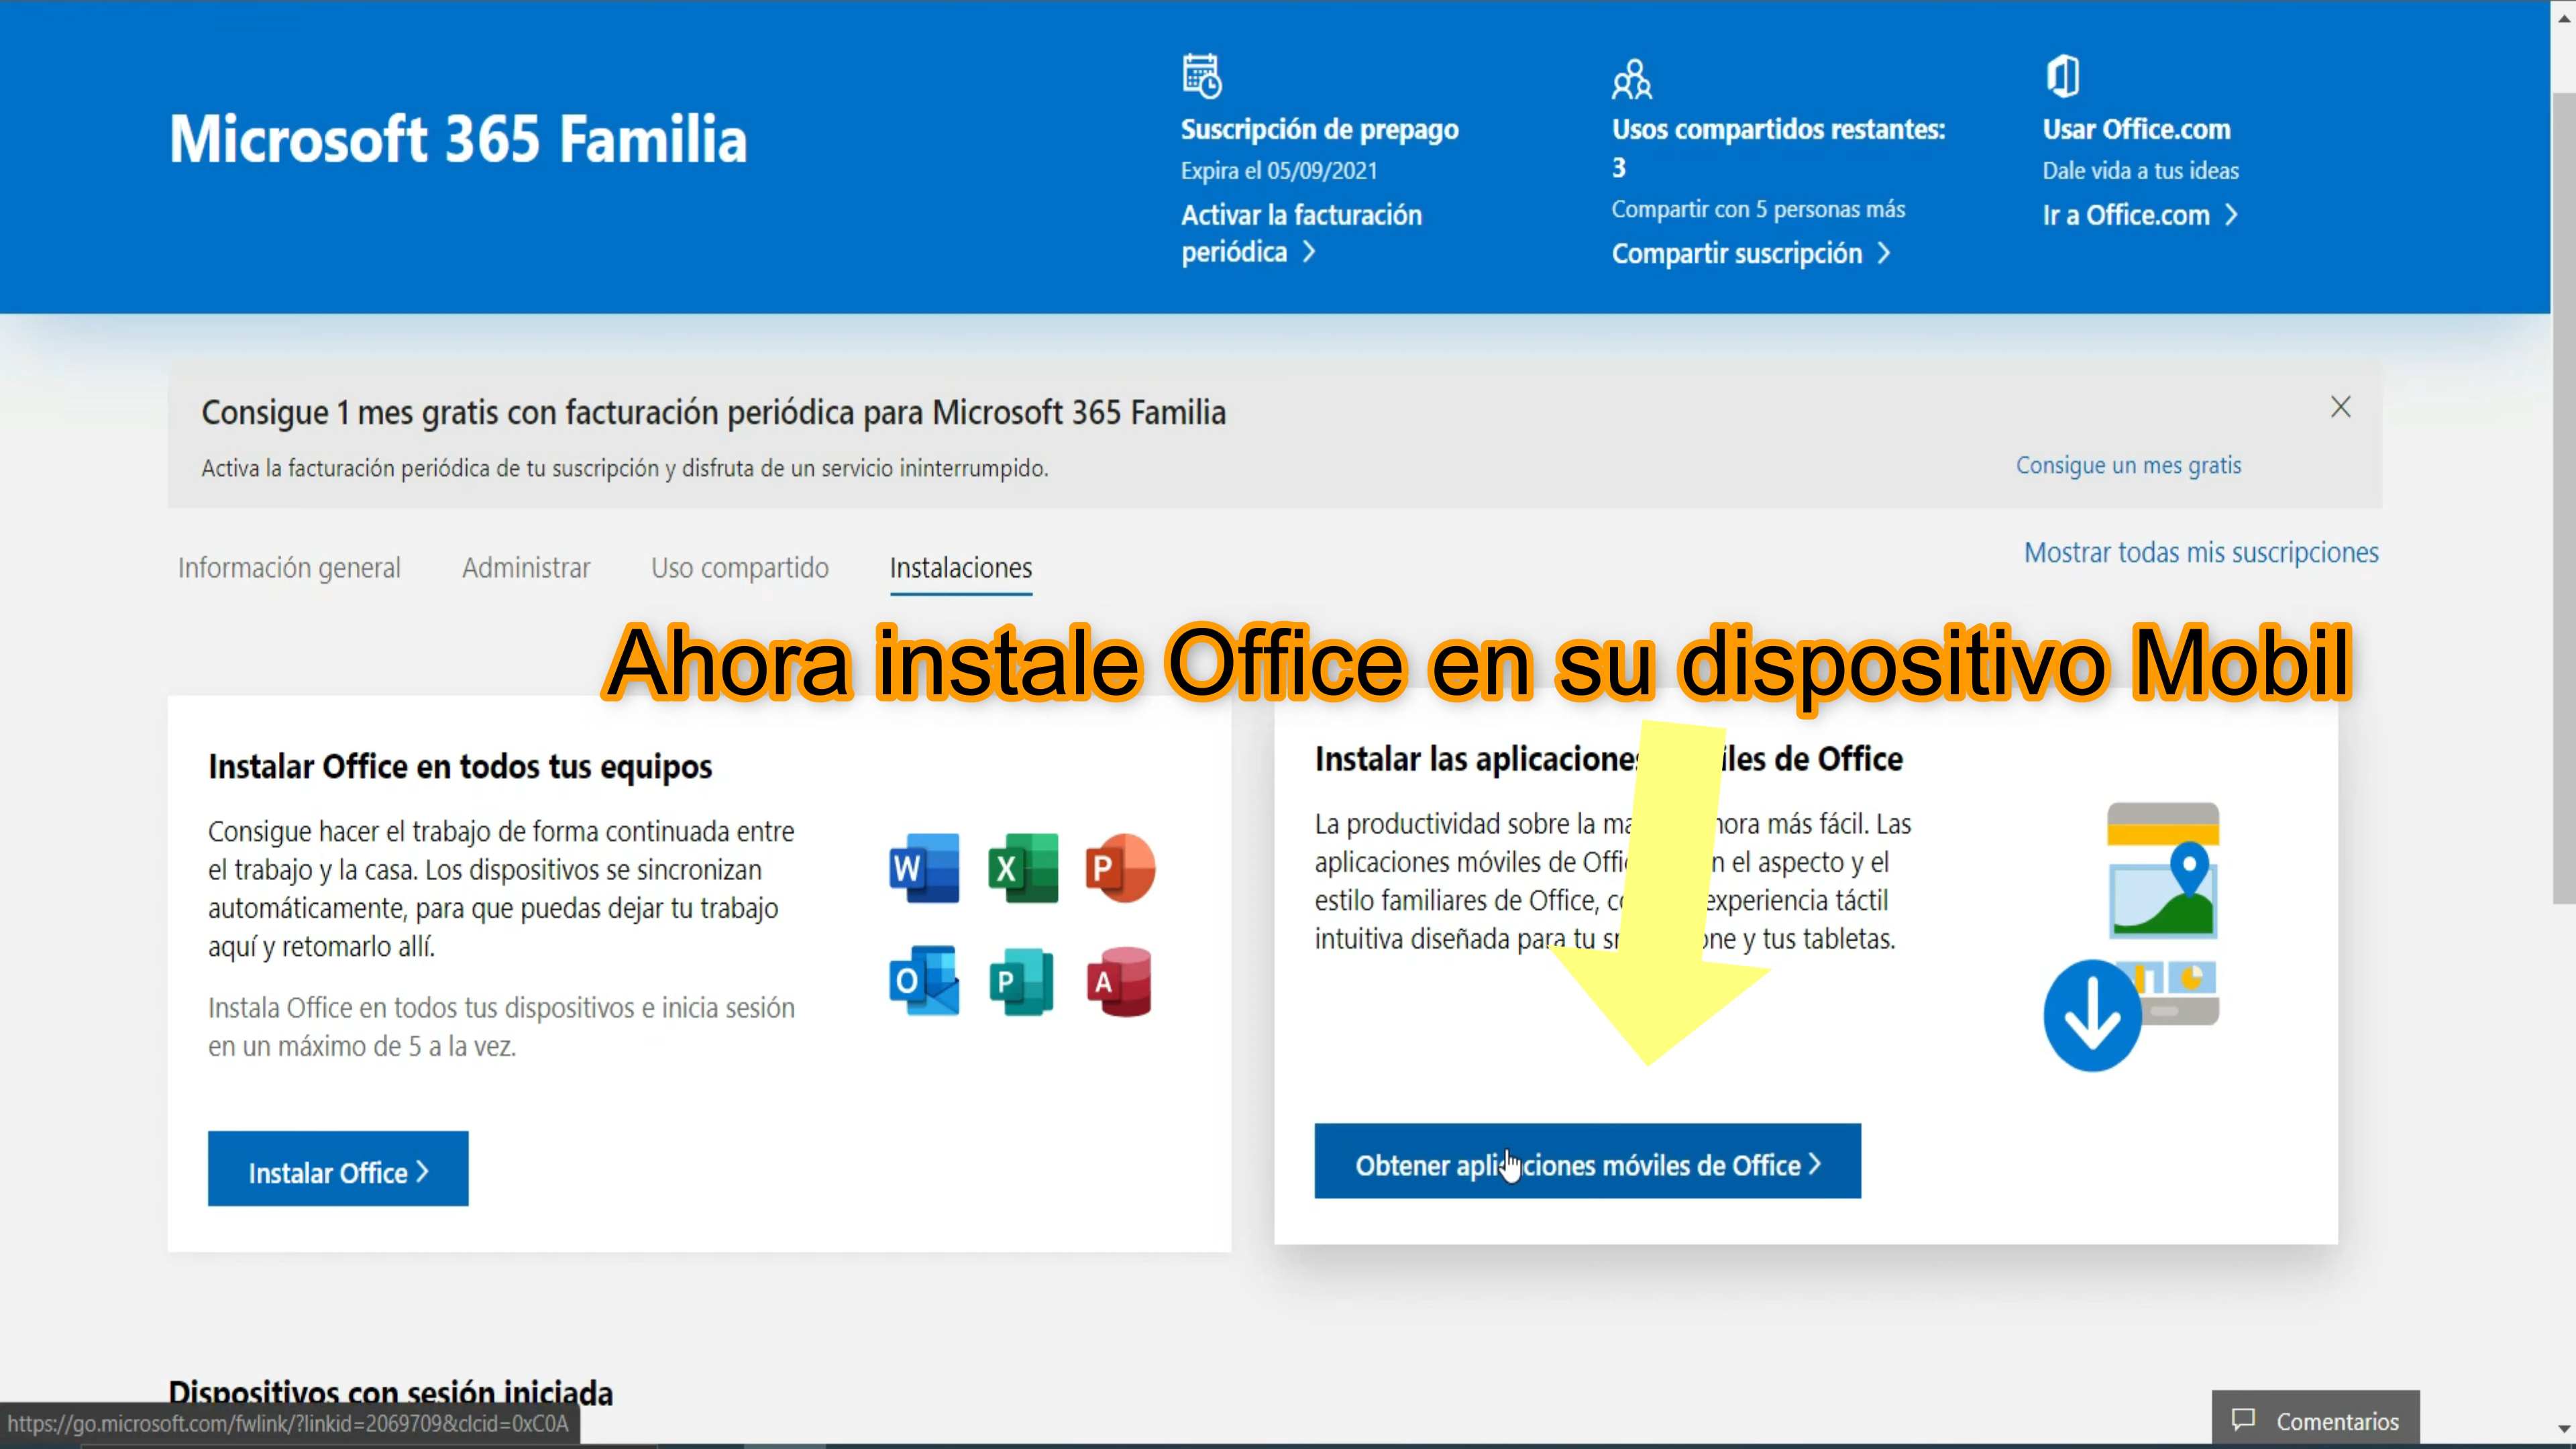 Microsoft 365 Familia
Suscripción de prepago
Expira el 05/09/2021
Activar la facturación
periódica
Usos compartidos restantes:
3
Compartir con 5 personas más
Compartir suscripción
Usar Office.com
Dale vida a tus ideas
Ir a Office.com
Consigue 1 mes gratis con facturación periódica para Microsoft 365 Familia
Activa la facturación periódica de tu suscripción y disfruta de un servicio ininterrumpido.
Consigue un mes gratis
Información general
Administrar
Uso compartido
Instalaciones
Mostrar todas mis suscripciones
Ahora instale Office en su dispositivo Mobil
Instalar Office en todos tus equipos
Consigue hacer el trabajo de forma continuada entre
el trabajo y la casa. Los dispositivos se sincronizan
automáticamente, para que puedas dejar tu trabajo
aquí y retomarlo allí.
Instala Office en todos tus dispositivos e inicia sesión
en un máximo de 5 a la vez.
W X P
O P A
Instalar Office
Instalar las de Office
La productividad sobre la más fácil. Las
aplicaciones móviles de el aspecto y el
estilo familiares de Office, experiencia táctil
intuitiva diseñada para tu y tus tabletas.
Obtener aplicaciones móviles de Office
Dispositivos con sesión iniciada
https://go.microsoft.com/fwlink/?linkid=2069709&clcid=0xC0A
Comentarios